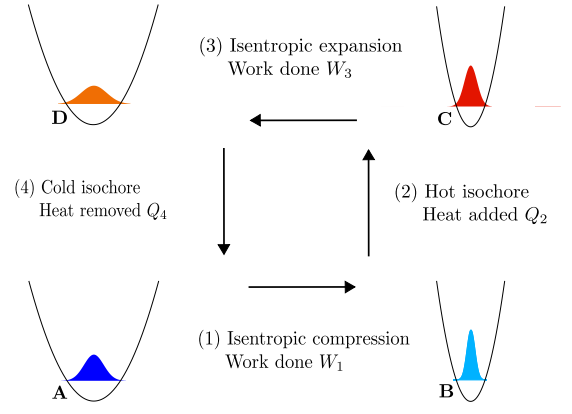 (3) Isentropic expansion
Work done W₃
D
C
(4) Cold isochore
Heat removed Q₄
(2) Hot isochore
Heat added Q₂
(1) Isentropic compression
Work done W₁
A
B